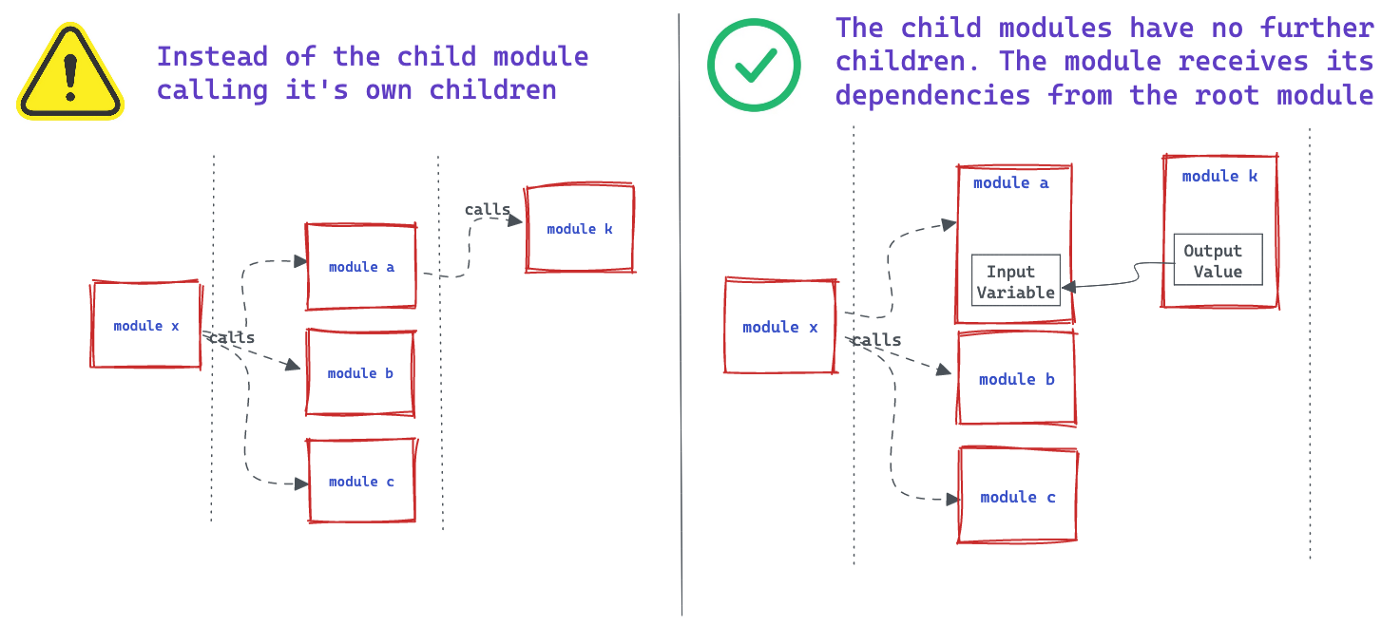 Instead of the child module
calling it's own children
calls
module k
module a
module x
calls
module b
module c
The child modules have no further
children. The module receives its
dependencies from the root module
module a
module k
Output
Value
Input
Variable
module x
calls
module b
module c